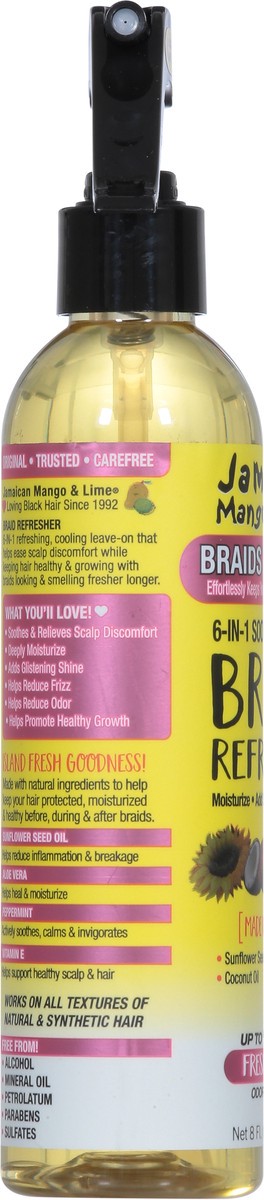 ORIGINAL • TRUSTED • CAREFREE
Jamaican Mango & Lime®
Loving Black Hair Since 1992
BRAID REFRESHER
6-IN-1 refreshing, cooling leave-on that
helps ease scalp discomfort while
keeping hair healthy & growing with
braids looking & smelling fresher longer.
WHAT YOU'LL LOVE!
• Soothes & Relieves Scalp Discomfort
• Deeply Moisturize
• Adds Glistening Shine
• Helps Reduce Frizz
• Helps Reduce Odor
• Helps Promote Healthy Growth
ISLAND FRESH GOODNESS!
Made with natural ingredients to help
keep your hair protected, moisturized
& healthy before, during & after braids.
SUNFLOWER SEED OIL
Helps reduce inflammation & breakage
ALOE VERA
Helps heal & moisturize
PEPPERMINT
Actively soothes, calms & invigorates
VITAMIN E
Helps support healthy scalp & hair
WORKS ON ALL TEXTURES OF
NATURAL & SYNTHETIC HAIR
FREE FROM!
• ALCOHOL
• MINERAL OIL
• PETROLATUM
• PARABENS
• SULFATES
JaM
Mang
BRAIDS
Effortlessly Keeps
6-IN-1 SOO
BR
REFR
Moisturize • Ad
[MADE
• Sunflower See
• Coconut Oil
UP TO
FRES
ODOR
Net 8 FL